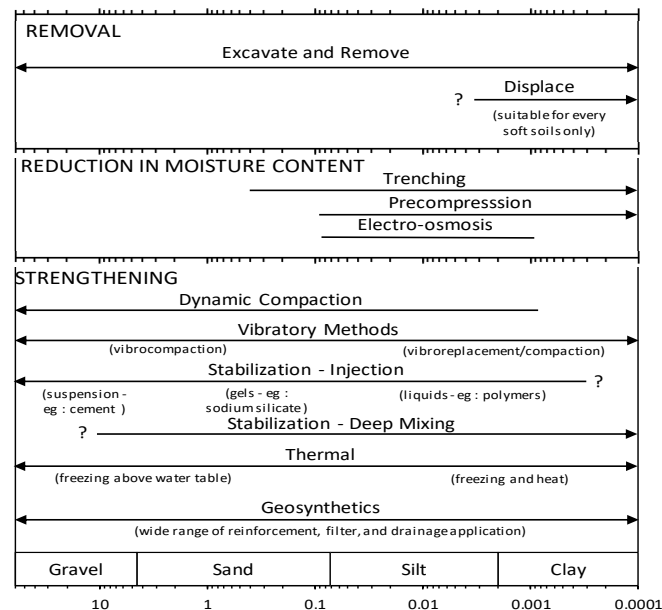 REMOVAL
Excavate and Remove
Displace
?
(suitable for every
soft soils only)
REDUCTION IN MOISTURE CONTENT
Trenching
Precompresssion
Electro-osmosis
STRENGTHENING
Dynamic Compaction
Vibratory Methods
(vibrocompaction) (vibroreplacement/compaction)
Stabilization - Injection
?
(suspension - (gels - eg : (liquids - eg : polymers)
eg : cement ) sodium silicate)
? Stabilization - Deep Mixing
Thermal
(freezing above water table) (freezing and heat)
Geosynthetics
(wide range of reinforcement, filter, and drainage application)
Gravel Sand Silt Clay
10 1 0.1 0.01 0.001 0.0001